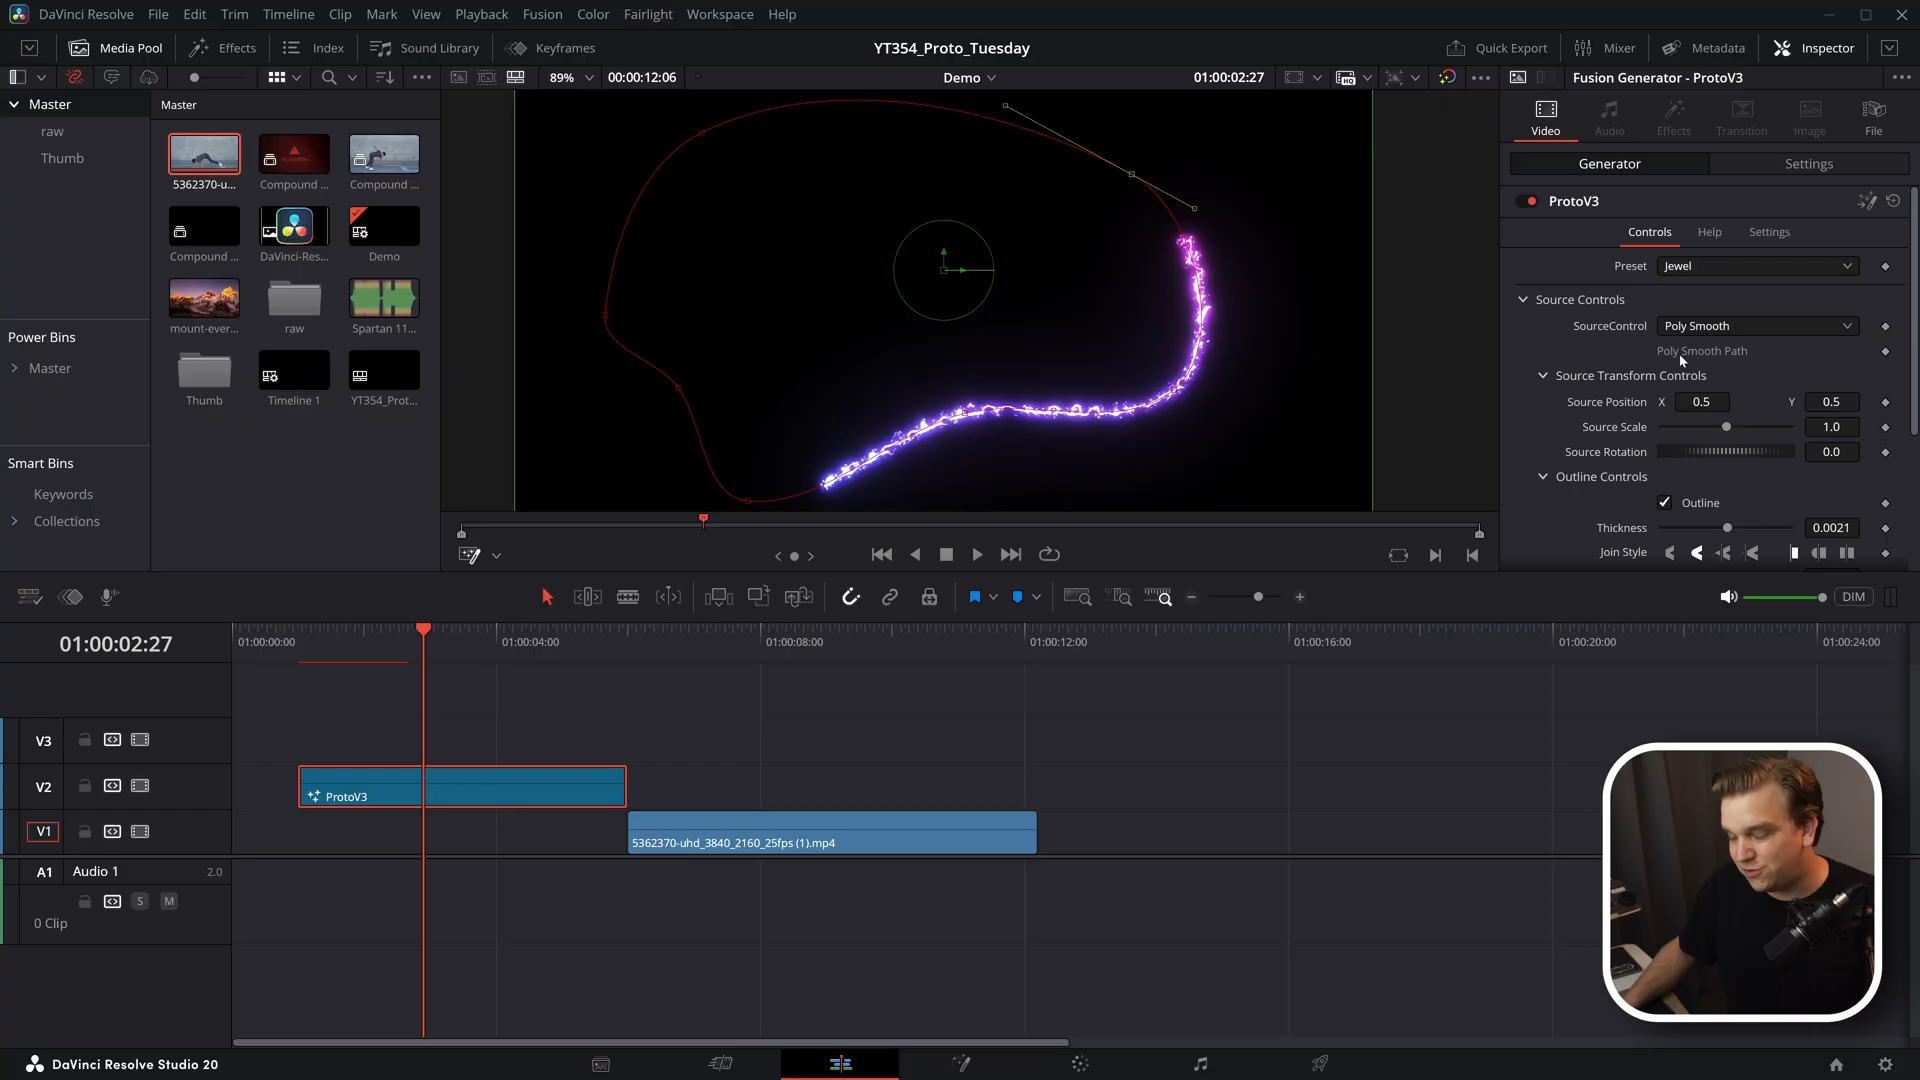 DaVinci Resolve File Edit Trim Timeline Clip Mark View Playback Fusion Color Fairlight Workspace Help
Media Pool Effects Index Sound Library Keyframes YT354_Proto_Tuesday Quick Export Mixer Metadata Inspector
89% 00:00:12:06 Demo 01:00:02:27 Fusion Generator - ProtoV3
Master
raw
Thumb
Power Bins
Master
Smart Bins
Keywords
Collections
Master
5362370-u... Compound ... Compound ...
Compound ... DaVinci-Res... Demo
mount-ever... raw Spartan 11...
Thumb Timeline 1 YT354_Prot...
Video Audio Effects Transition Image File
Generator Settings
ProtoV3
Controls Help Settings
Preset Jewel
Source Controls
SourceControl Poly Smooth
Poly Smooth Path
Source Transform Controls
Source Position X 0.5 Y 0.5
Source Scale 1.0
Source Rotation 0.0
Outline Controls
Outline
Thickness 0.0021
Join Style
DIM
01:00:02:27 01:00:00:00 01:00:04:00 01:00:08:00 01:00:12:00 01:00:16:00 01:00:20:00 01:00:24:00
V3
V2
ProtoV3
V1
5362370-uhd_3840_2160_25fps (1).mp4
A1 Audio 1 2.0
S M
0 Clip
DaVinci Resolve Studio 20